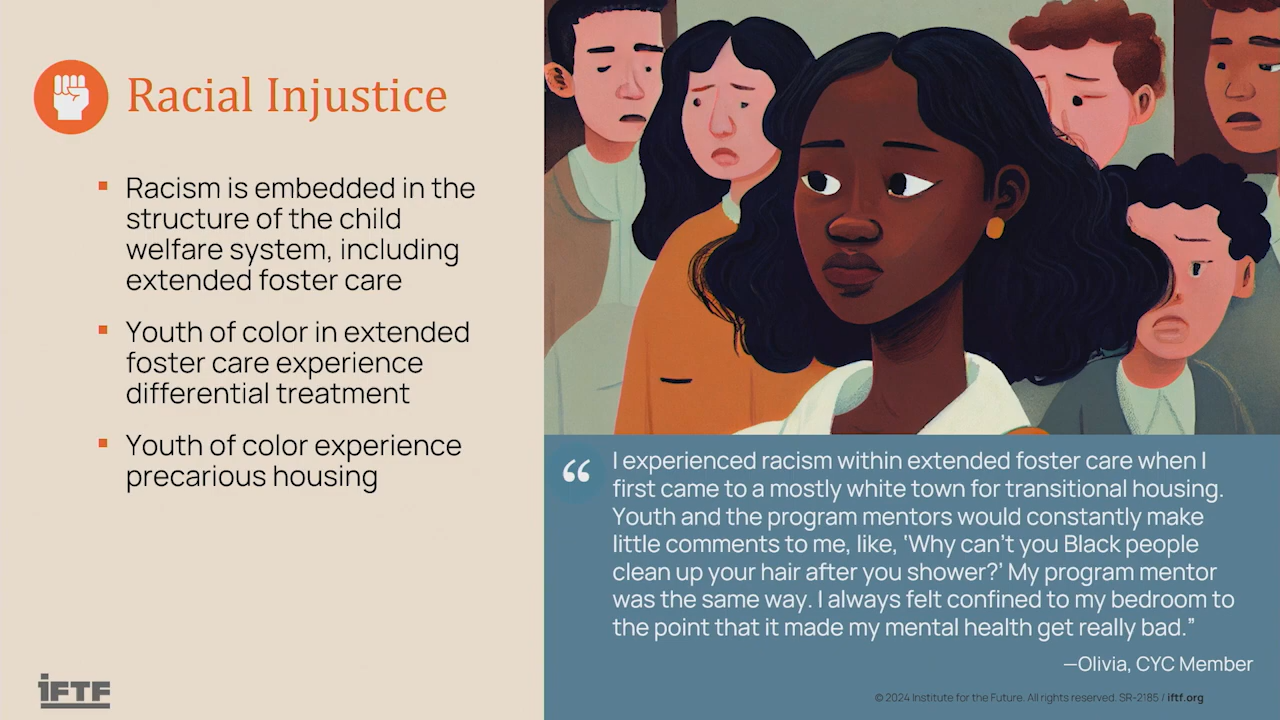 Racial Injustice
Racism is embedded in the
structure of the child
welfare system, including
extended foster care
Youth of color in extended
foster care experience
differential treatment
Youth of color experience
precarious housing
“
I experienced racism within extended foster care when I
first came to a mostly white town for transitional housing.
Youth and the program mentors would constantly make
little comments to me, like, ‘Why can’t you Black people
clean up your hair after you shower?’ My program mentor
was the same way. I always felt confined to my bedroom to
the point that it made my mental health get really bad.”
—Olivia, CYC Member
iFTF
© 2024 Institute for the Future. All rights reserved. SR-2185 / iftf.org